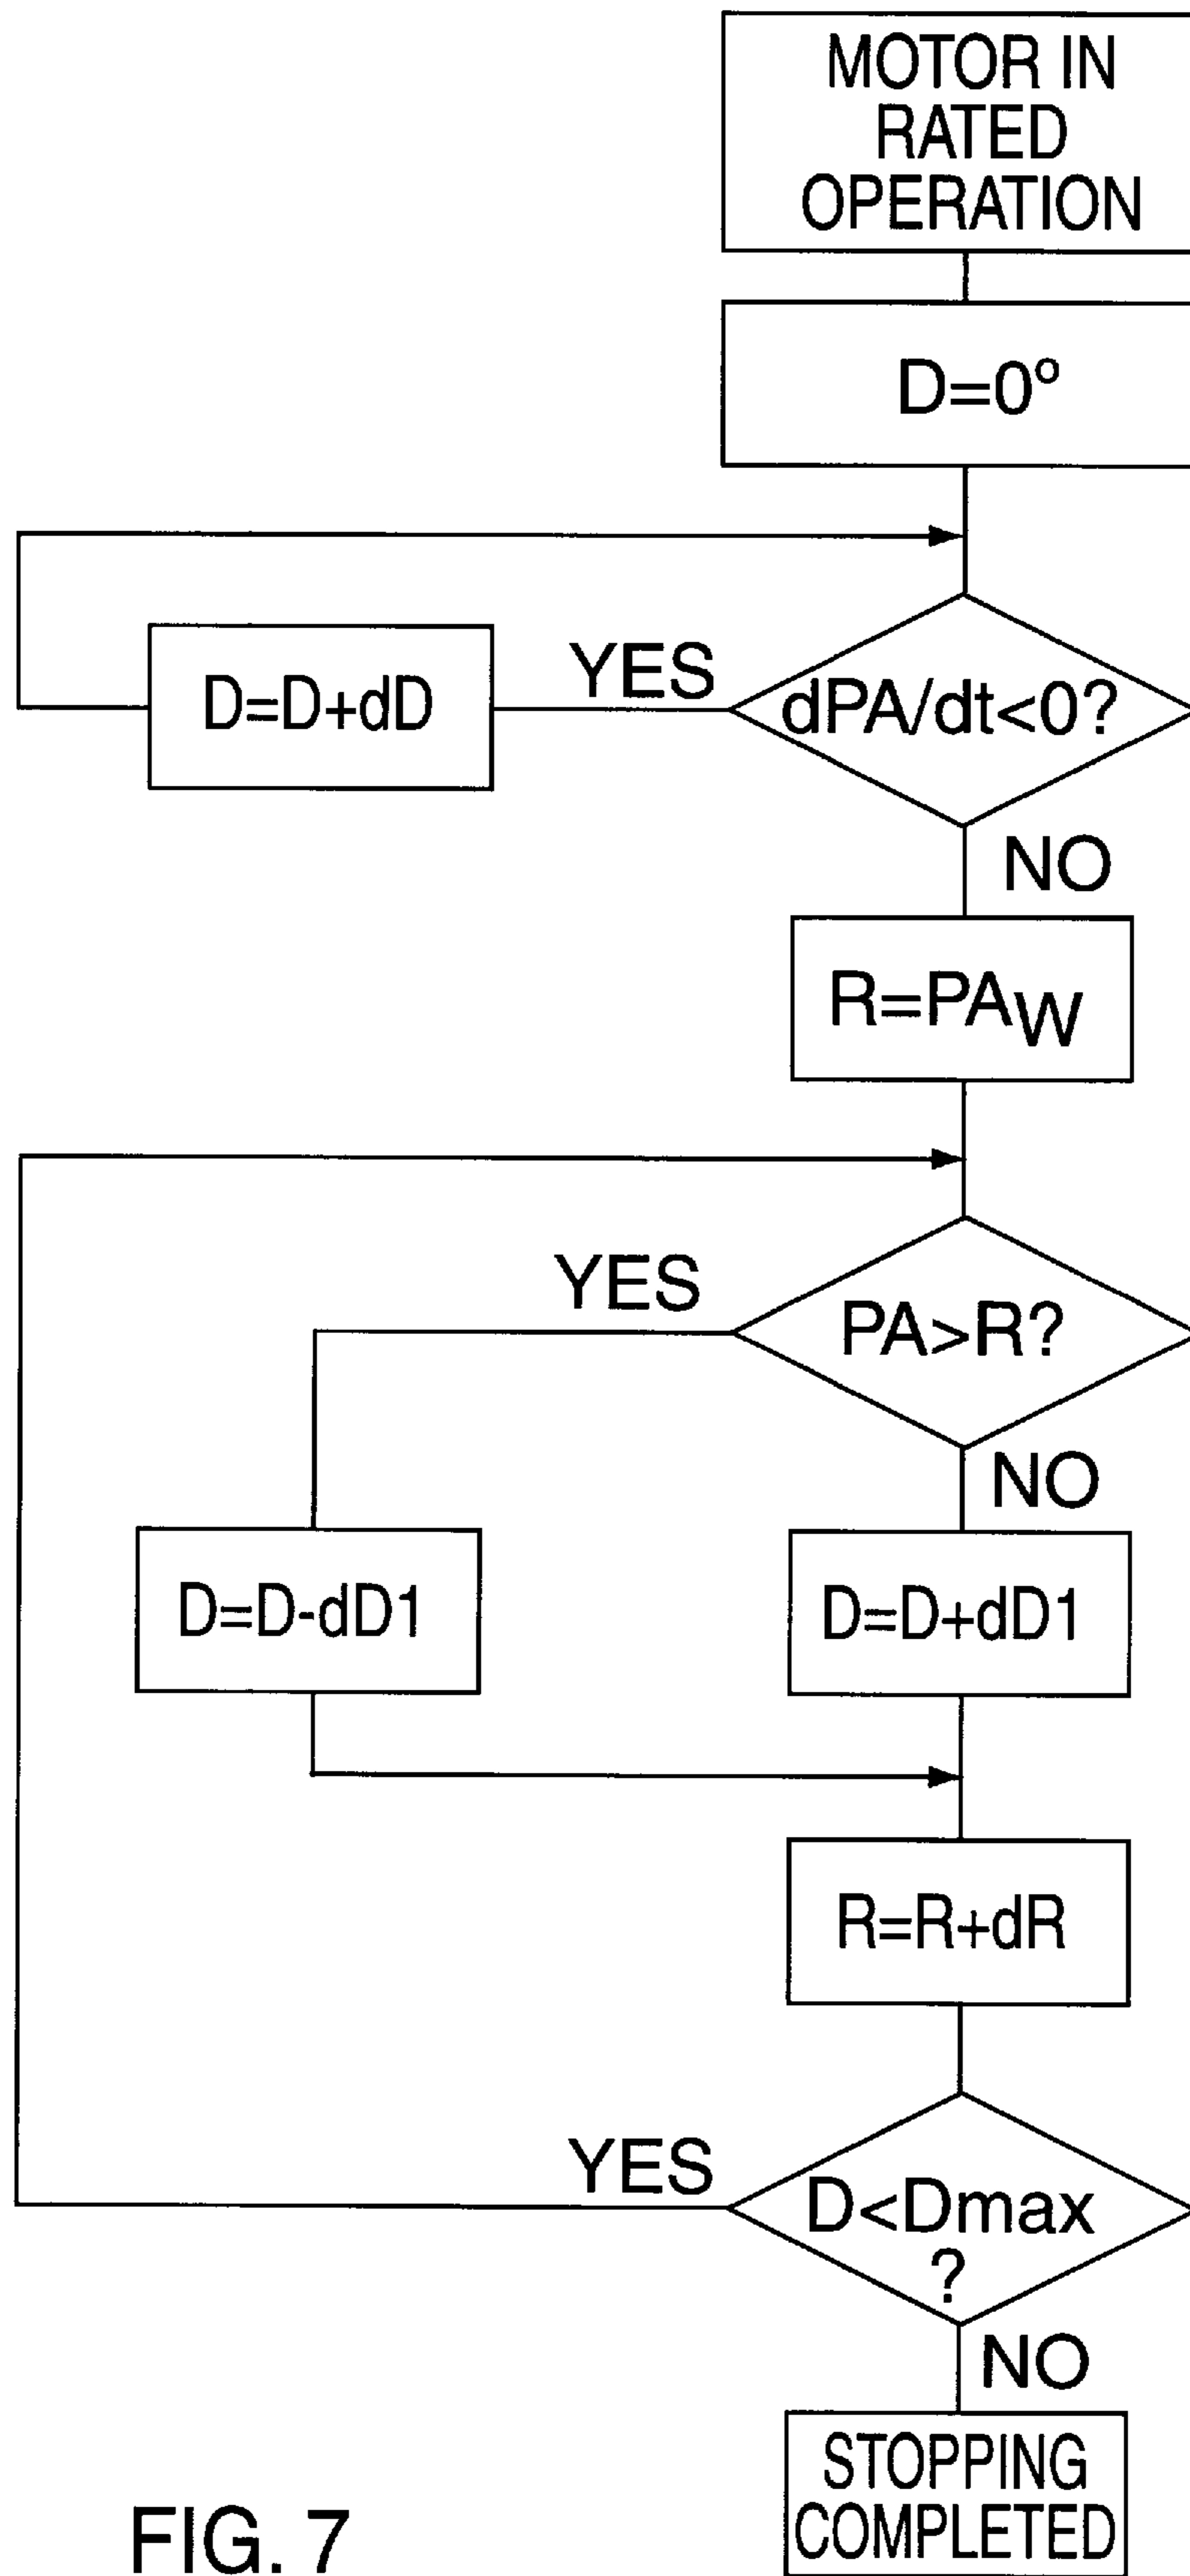 MOTOR IN
RATED
OPERATION
D=0°
YES
D=D+dD
dPA/dt<0?
NO
R=PAW
YES
PA>R?
NO
D=D-dD1
D=D+dD1
R=R+dR
YES
D<Dmax
?
NO
STOPPING
COMPLETED
FIG. 7